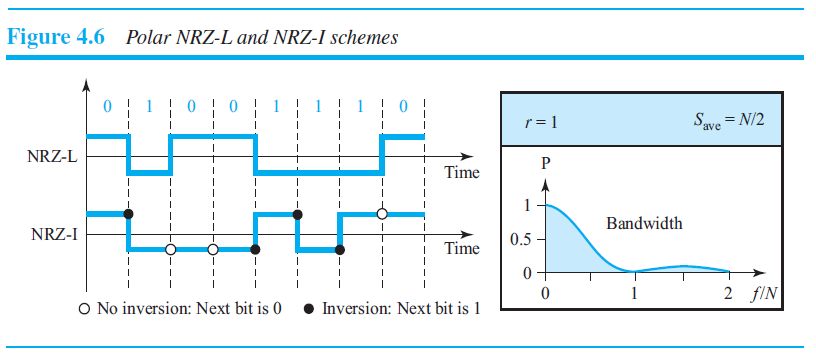 Figure 4.6 Polar NRZ-L and NRZ-I schemes
0 1 0 0 1 1 1 0
NRZ-L
Time
NRZ-I
Time
No inversion: Next bit is 0 Inversion: Next bit is 1
r = 1 Save = N/2
P
1
Bandwidth
0.5
0
0 1 2 f/N